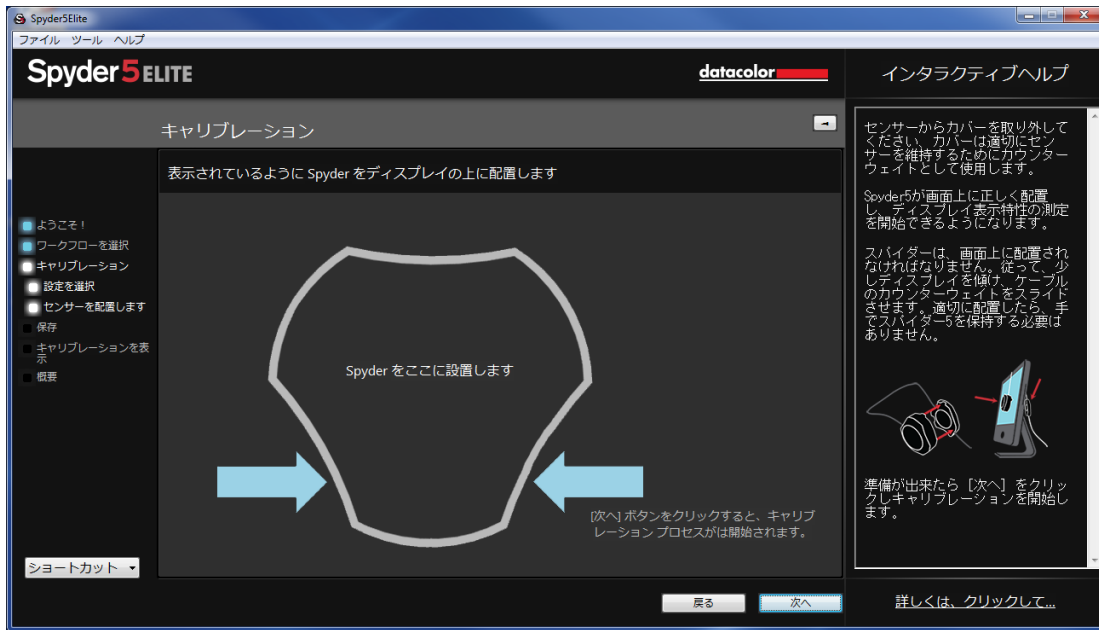 Spyder5Elite
ファイル ツール ヘルプ
Spyder5ELITE
datacolor
インタラクティブヘルプ
キャリブレーション
表示されているように Spyder をディスプレイの上に配置します
ようこそ！
ワークフローを選択
キャリブレーション
設定を選択
センサーを配置します
保存
キャリブレーションを表
示
概要
Spyder をここに設置します
[次へ] ボタンをクリックすると、キャリブ
レーション プロセスがは開始されます。
センサーからカバーを取り外して
ください、カバーは適切にセン
サーを維持するためにカウンター
ウェイトとして使用します。
Spyder5が画面上に正しく配置
し、ディスプレイ表示特性の測定
を開始できるようになります。
スパイダーは、画面上に配置され
なければなりません。従って、少
しディスプレイを傾け、ケーブル
のカウンターウェイトをスライド
させます。適切に配置したら、手
でスパイダー5を保持する必要は
ありません。
準備が出来たら [次へ] をクリッ
クしキャリブレーションを開始し
ます。
ショートカット
戻る
次へ
詳しくは、クリックして...